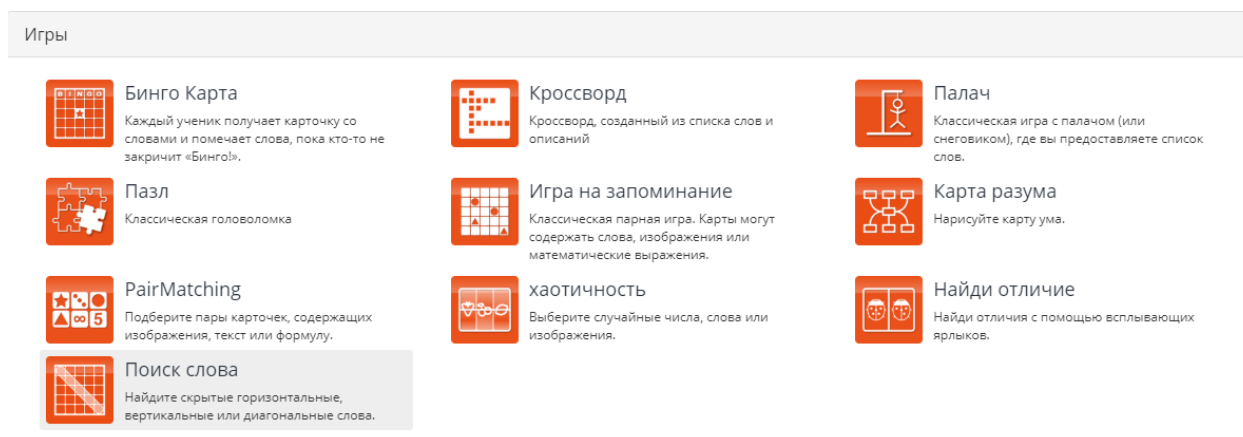 Игры
Бинго Карта
Каждый ученик получает карточку со
словами и помечает слова, пока кто-то не
закричит «Бинго!».
Кроссворд
Кроссворд, созданный из списка слов и
описаний
Палач
Классическая игра с палачом (или
снеговиком), где вы предоставляете список
слов.
Пазл
Классическая головоломка
Игра на запоминание
Классическая парная игра. Карты могут
содержать слова, изображения или
математические выражения.
Карта разума
Нарисуйте карту ума.
PairMatching
Подберите пары карточек, содержащих
изображения, текст или формулу.
хаотичность
Выберите случайные числа, слова или
изображения.
Найди отличие
Найди отличия с помощью всплывающих
ярлыков.
Поиск слова
Найдите скрытые горизонтальные,
вертикальные или диагональные слова.
BINGO
5